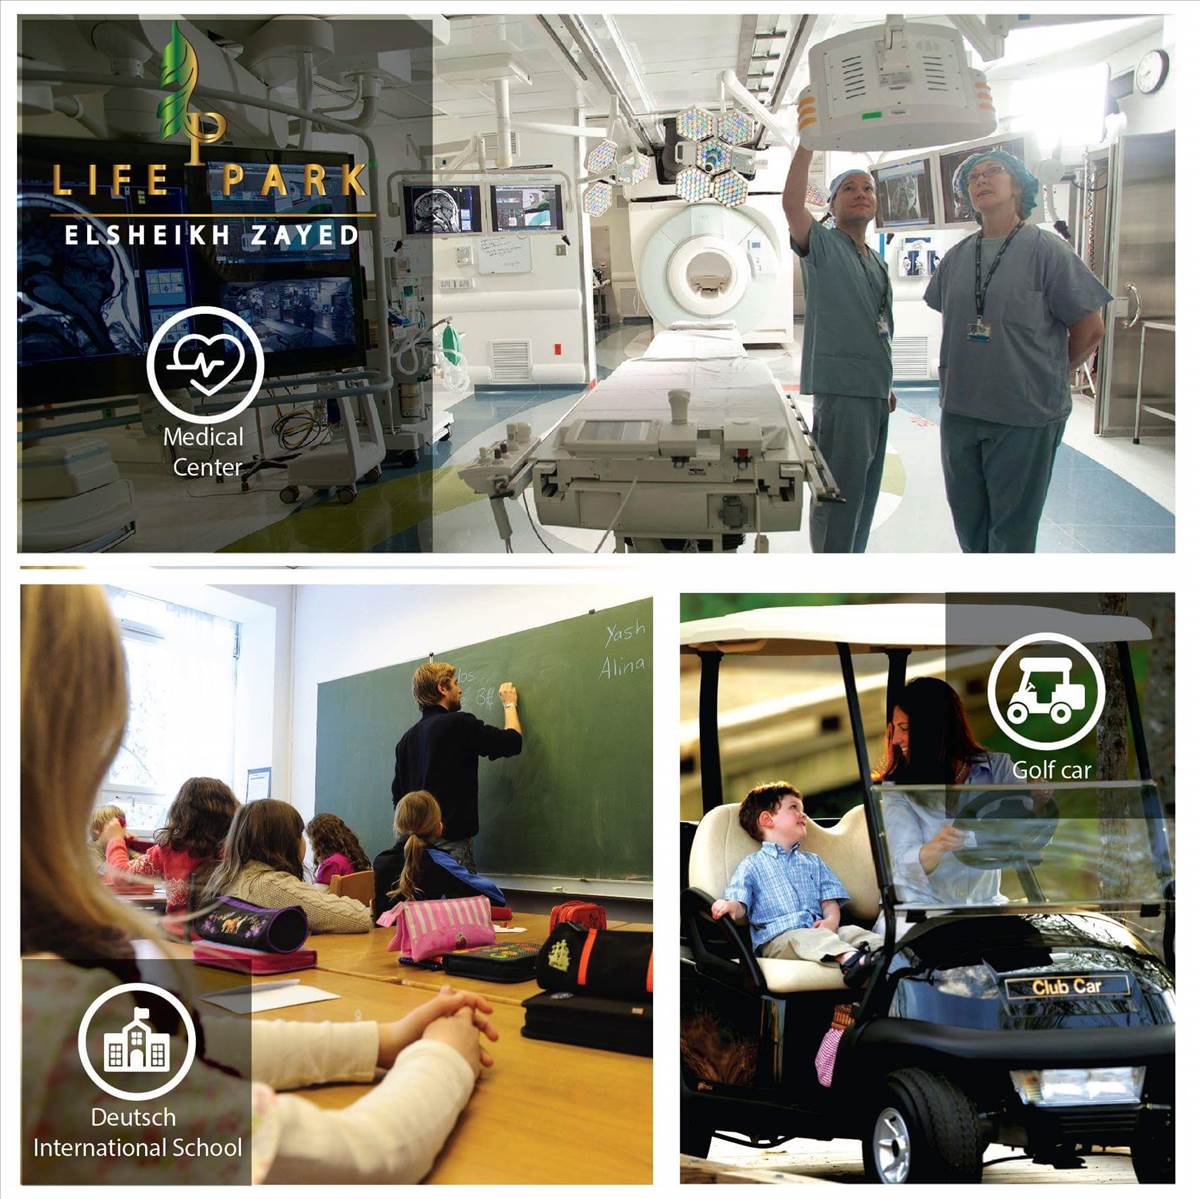 LIFE PARK
ELSHEIKH ZAYED
Medical
Center
Yash
Alina
Golf car
Club Car
Deutsch
International School